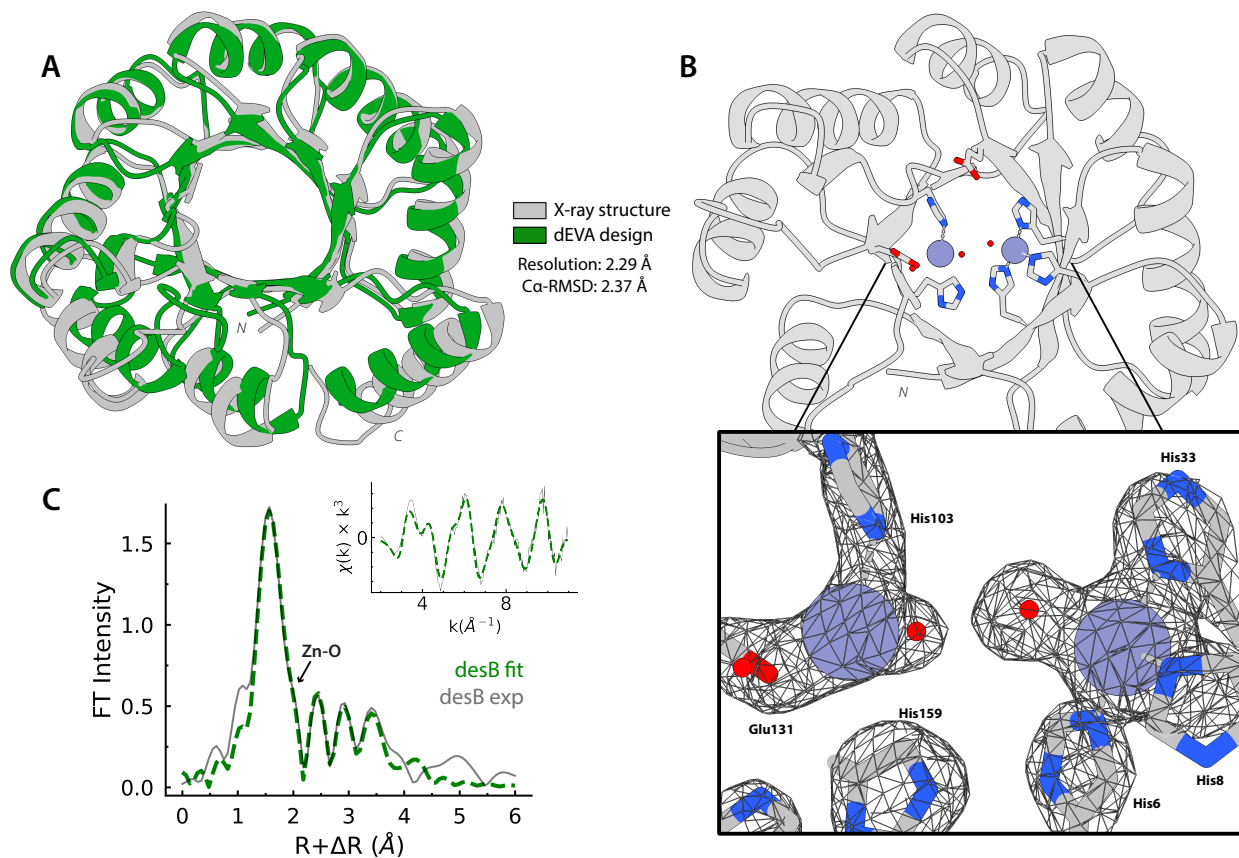 A
X-ray structure
dEVA design
Resolution: 2.29 Å
Cα-RMSD: 2.37 Å
N
C
B
N
His103
His33
Glu131
His159
His6
His8
C
FT Intensity
1.5
1.0
0.5
0.0
0 1 2 3 4 5 6
R+ΔR (Å)
Zn-O
desB fit
desB exp
χ(k) × k³
0
4 8
k(Å⁻¹)